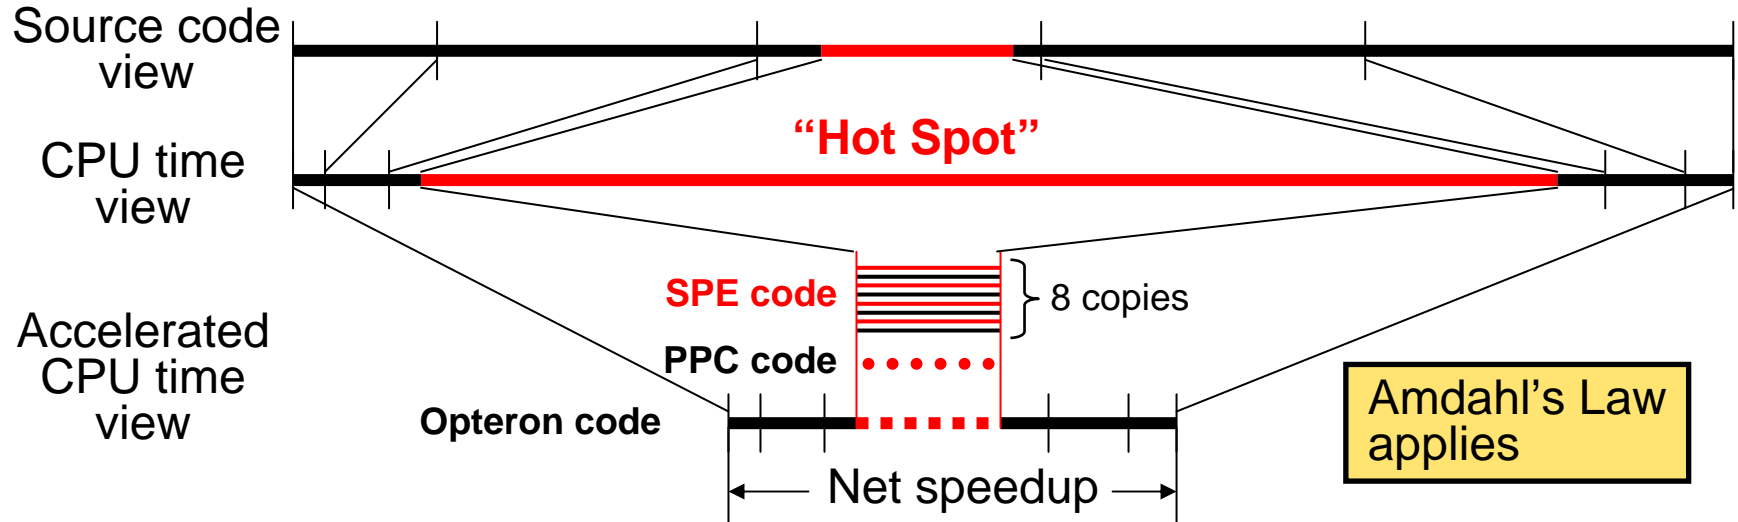 Source code
view
“Hot Spot”
CPU time
view
SPE code
8 copies
Accelerated
CPU time
view
PPC code
Opteron code
Amdahl’s Law
applies
Net speedup